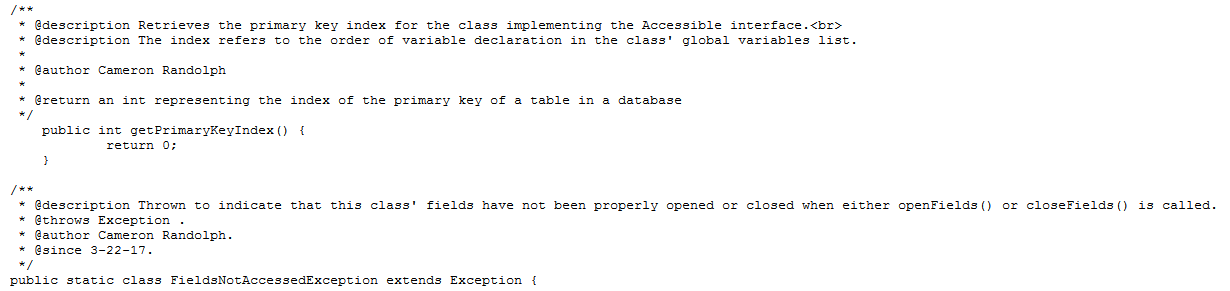 /**
 * @description Retrieves the primary key index for the class implementing the Accessible interface.<br>
 * @description The index refers to the order of variable declaration in the class' global variables list.
 *
 * @author Cameron Randolph
 *
 * @return an int representing the index of the primary key of a table in a database
 */
    public int getPrimaryKeyIndex() {
            return 0;
    }

/**
 * @description Thrown to indicate that this class' fields have not been properly opened or closed when either openFields() or closeFields() is called.
 * @throws Exception .
 * @author Cameron Randolph.
 * @since 3-22-17.
 */
public static class FieldsNotAccessedException extends Exception {